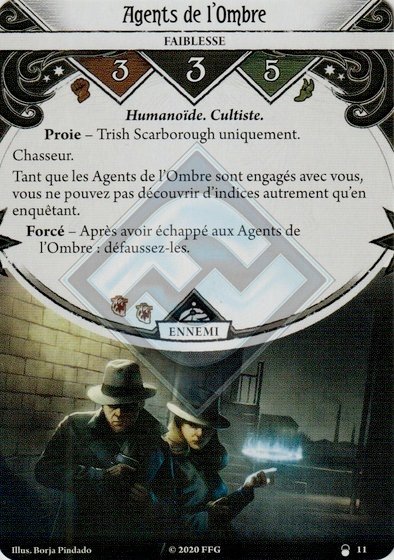 Agents de l'Ombre
FAIBLESSE
3 3 5
Humanoïde. Cultiste.
Proie – Trish Scarborough uniquement.
Chasseur.
Tant que les Agents de l'Ombre sont engagés avec vous,
vous ne pouvez pas découvrir d'indices autrement qu'en
enquêtant.
Forcé – Après avoir échappé aux Agents de
l'Ombre : défaussez-les.
ENNEMI
Illus. Borja Pindado
© 2020 FFG
11